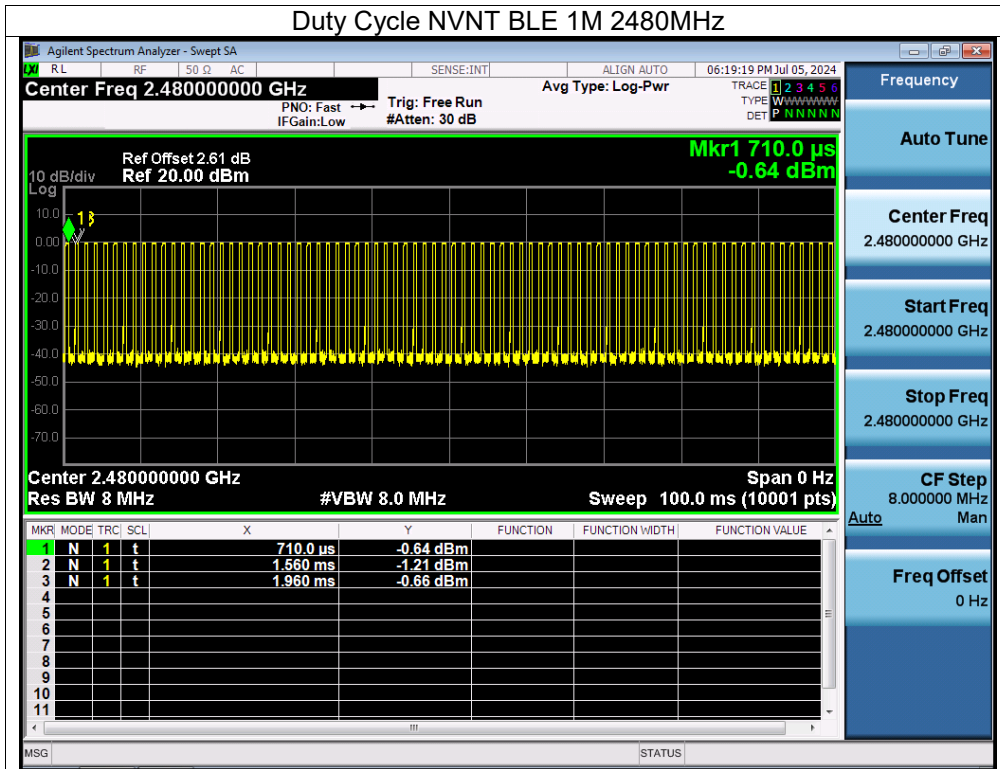 Duty Cycle NVNT BLE 1M 2480MHz
Agilent Spectrum Analyzer - Swept SA
LXI RL RF 50 Ω AC SENSE:INT ALIGN AUTO 06:19:19 PM Jul 05, 2024
Center Freq 2.480000000 GHz
PNO: Fast
IFGain:Low
Trig: Free Run
#Atten: 30 dB
Avg Type: Log-Pwr
TRACE 1 2 3 4 5 6
TYPE WWWWWW
DET P N N N N N
Ref Offset 2.61 dB
10 dB/div Ref 20.00 dBm
Log
Mkr1 710.0 µs
-0.64 dBm
10.0
0.00
-10.0
-20.0
-30.0
-40.0
-50.0
-60.0
-70.0
1
3
Center 2.480000000 GHz Span 0 Hz
Res BW 8 MHz #VBW 8.0 MHz Sweep 100.0 ms (10001 pts)
MKR MODE TRC SCL X Y FUNCTION FUNCTION WIDTH FUNCTION VALUE
1 N 1 t 710.0 µs -0.64 dBm
2 N 1 t 1.560 ms -1.21 dBm
3 N 1 t 1.960 ms -0.66 dBm
4
5
6
7
8
9
10
11
MSG STATUS
Frequency
Auto Tune
Center Freq
2.480000000 GHz
Start Freq
2.480000000 GHz
Stop Freq
2.480000000 GHz
CF Step
8.000000 MHz
Auto Man
Freq Offset
0 Hz